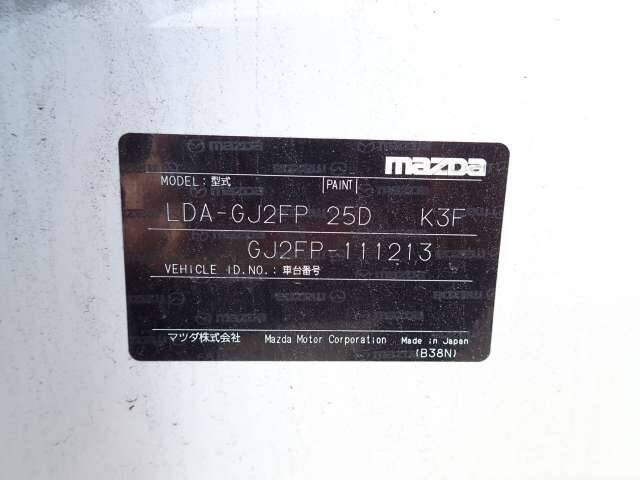 mazda
MODEL: 型式 PAINT
LDA-GJ2FP 25D K3F
GJ2FP-111213
VEHICLE ID.NO.: 車台番号
マツダ株式会社 Mazda Motor Corporation Made in Japan
(B38N)